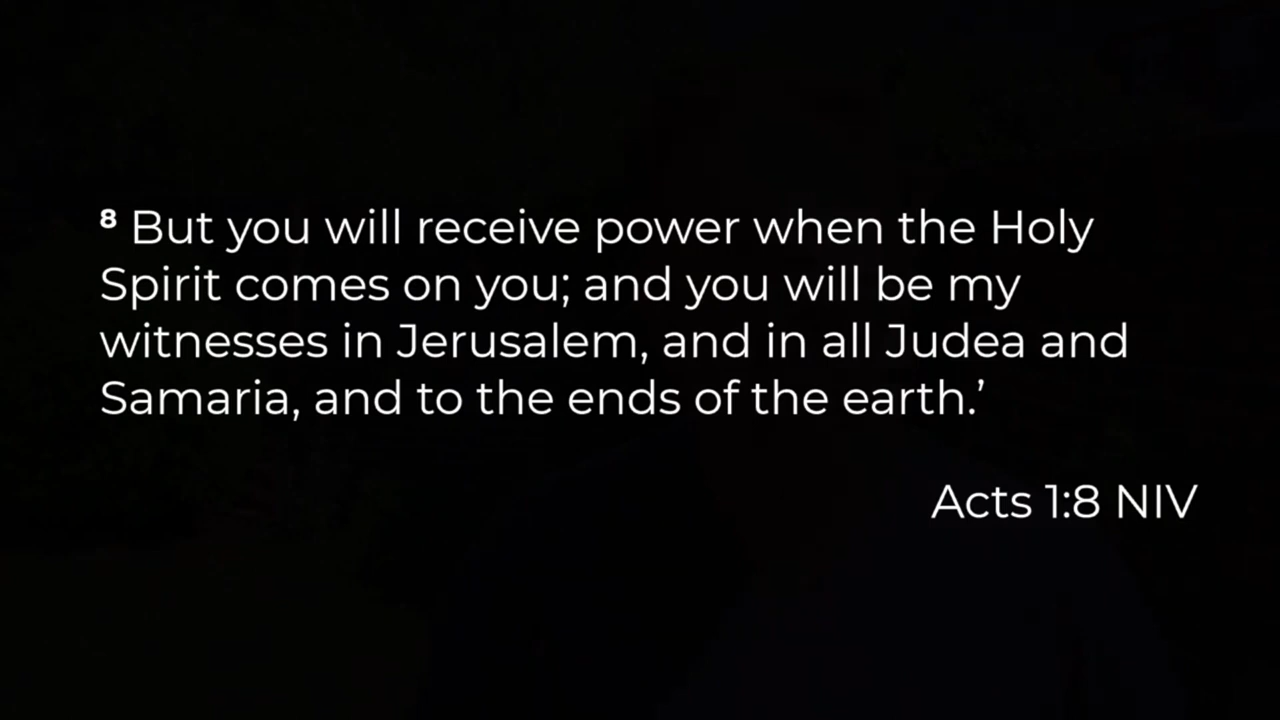 ⁸ But you will receive power when the Holy
Spirit comes on you; and you will be my
witnesses in Jerusalem, and in all Judea and
Samaria, and to the ends of the earth.’
Acts 1:8 NIV